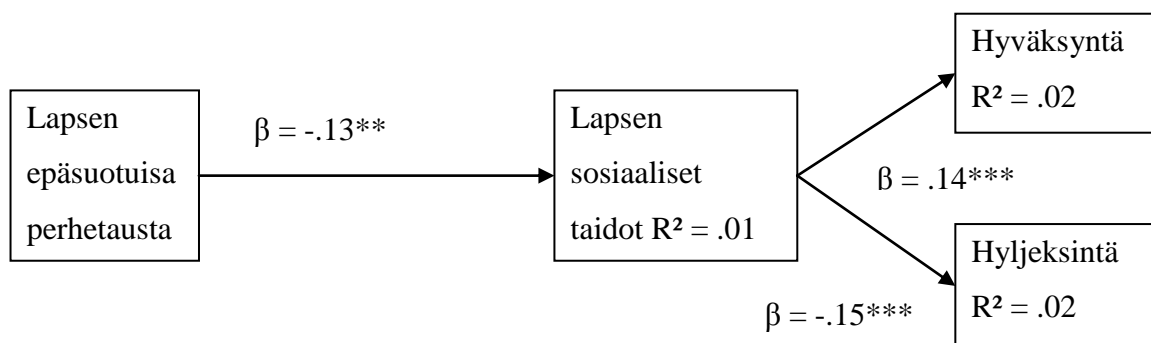 Lapsen
epäsuotuisa
perhetausta
β = -.13**
Lapsen
sosiaaliset
taidot R² = .01
Hyväksyntä
R² = .02
β = .14***
Hyljeksintä
R² = .02
β = -.15***